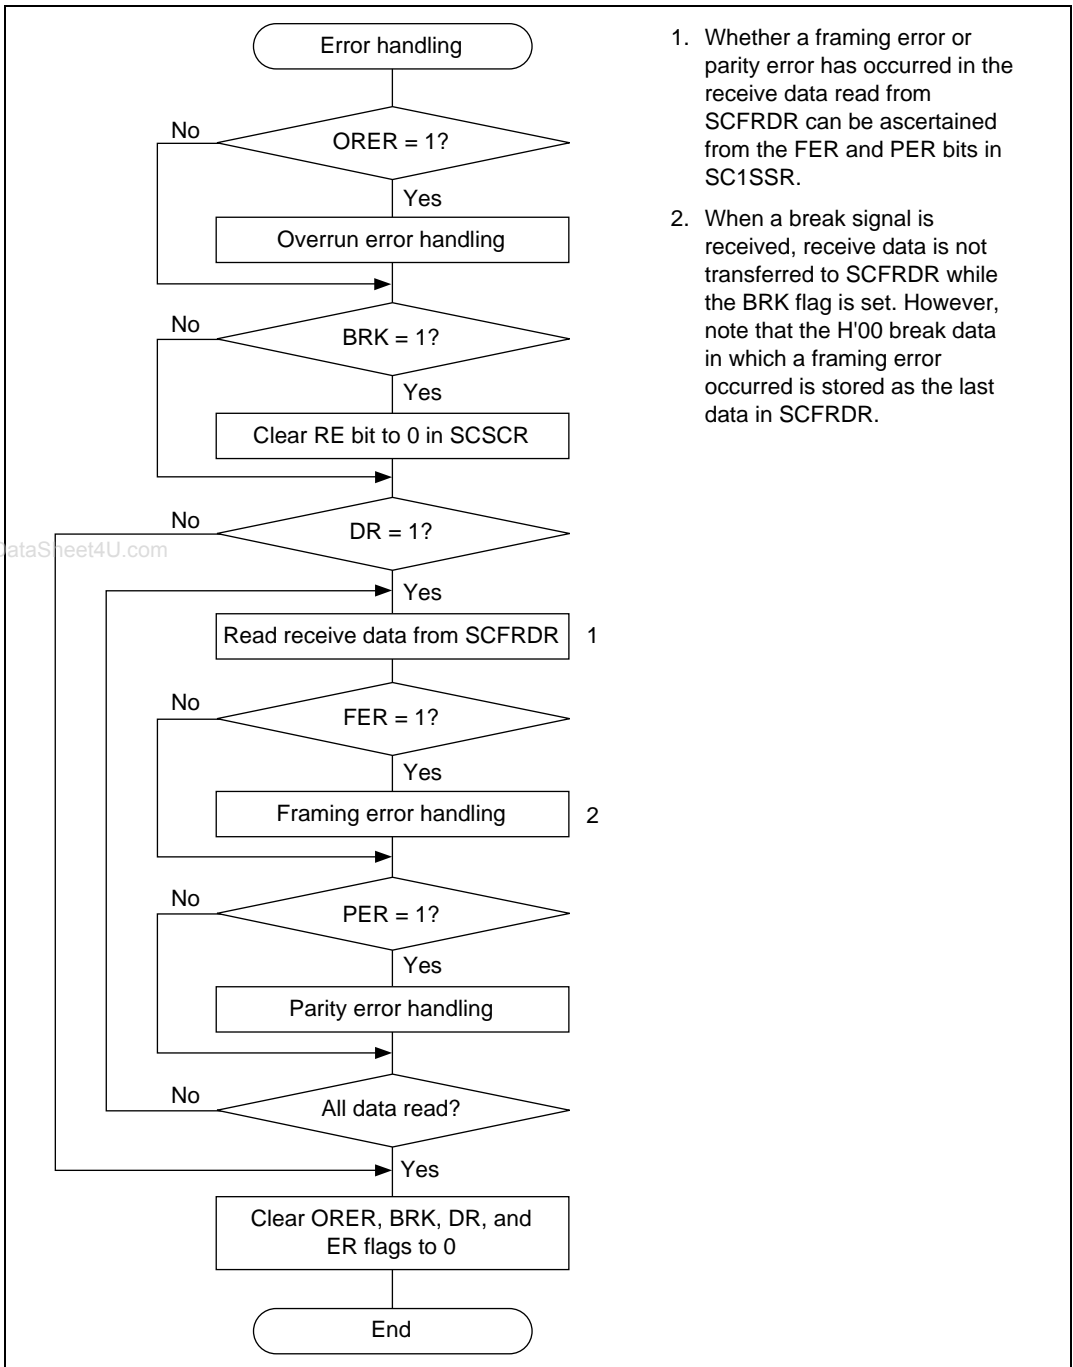 Error handling
No
ORER = 1?
Yes
Overrun error handling
No
BRK = 1?
Yes
Clear RE bit to 0 in SCSCR
No
DR = 1?
Yes
Read receive data from SCFRDR 1
No
FER = 1?
Yes
Framing error handling 2
No
PER = 1?
Yes
Parity error handling
No
All data read?
Yes
Clear ORER, BRK, DR, and
ER flags to 0
End
1. Whether a framing error or
parity error has occurred in the
receive data read from
SCFRDR can be ascertained
from the FER and PER bits in
SC1SSR.
2. When a break signal is
received, receive data is not
transferred to SCFRDR while
the BRK flag is set. However,
note that the H'00 break data
in which a framing error
occurred is stored as the last
data in SCFRDR.
ataSheet4U.com